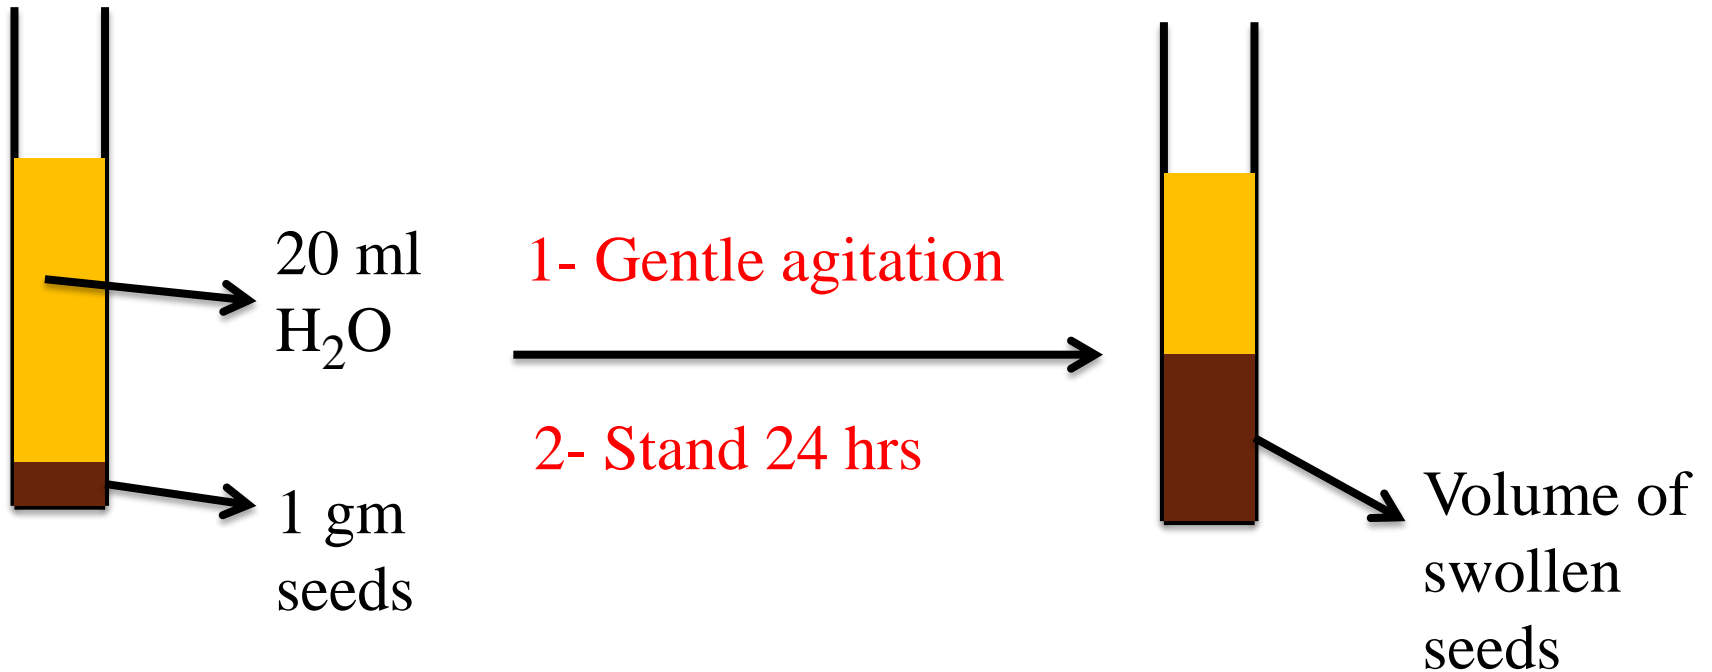 20 ml
H₂O
1 gm
seeds
1- Gentle agitation
2- Stand 24 hrs
Volume of
swollen
seeds